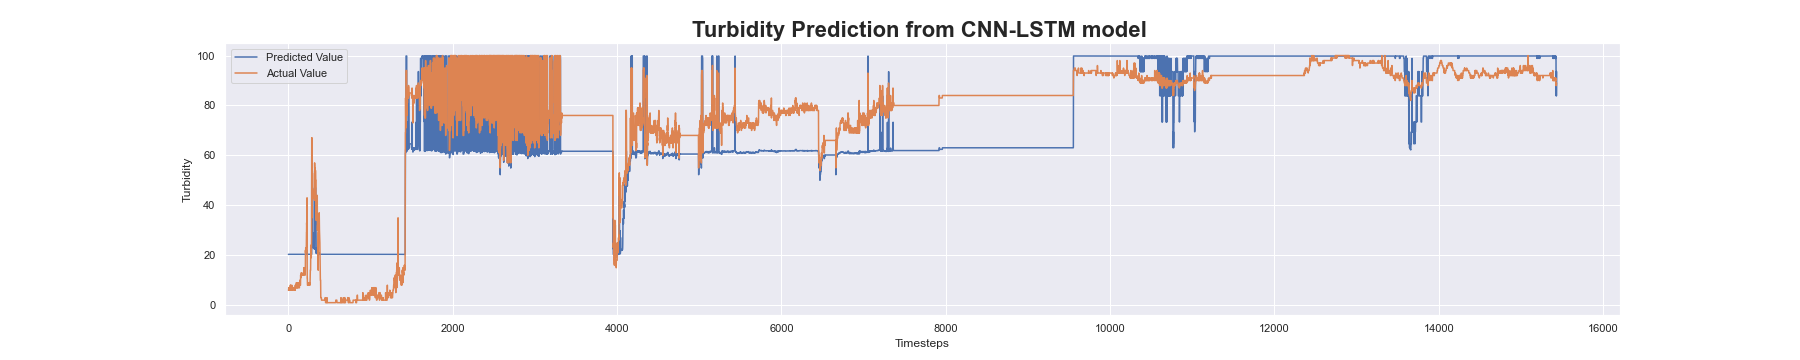 Turbidity Prediction from CNN-LSTM model
Predicted Value
Actual Value
100
80
60
40
20
0
Turbidity
0 2000 4000 6000 8000 10000 12000 14000 16000
Timesteps